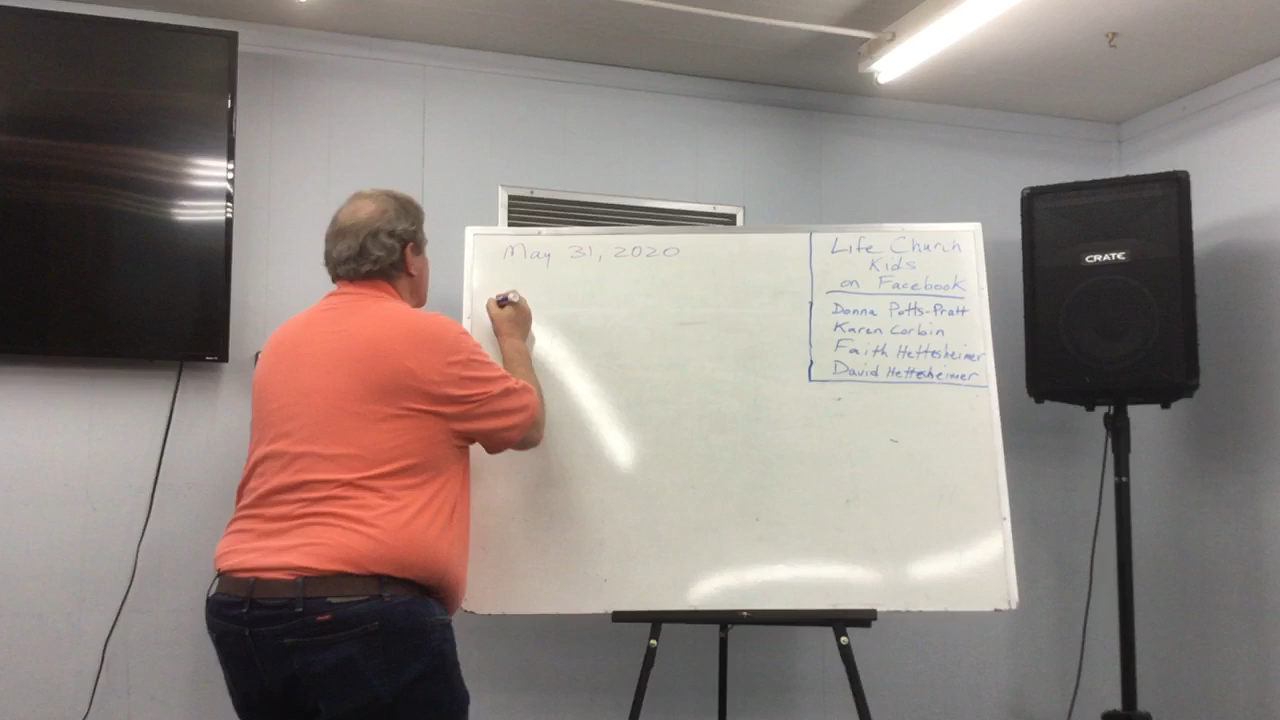 May 31, 2020
Life Church
Kids
on Facebook
Donna Potts-Pratt
Karen Corbin
Faith Hettesheimer
David Hettesheimer
CRATE